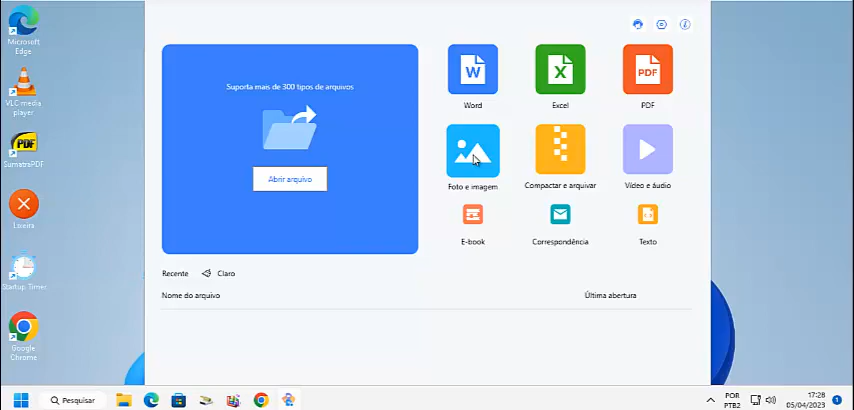 Microsoft
Edge
VLC media
player
PDF
SumatraPDF
Lixeira
Startup Timer
Google
Chrome
Suporta mais de 300 tipos de arquivos
Abrir arquivo
W
Word
X
Excel
PDF
PDF
Foto e imagem
Compactar e arquivar
Vídeo e áudio
E-book
Correspondência
Texto
Recente
Claro
Nome do arquivo
Última abertura
Pesquisar
POR
PTB2
17:28
05/04/2023
1